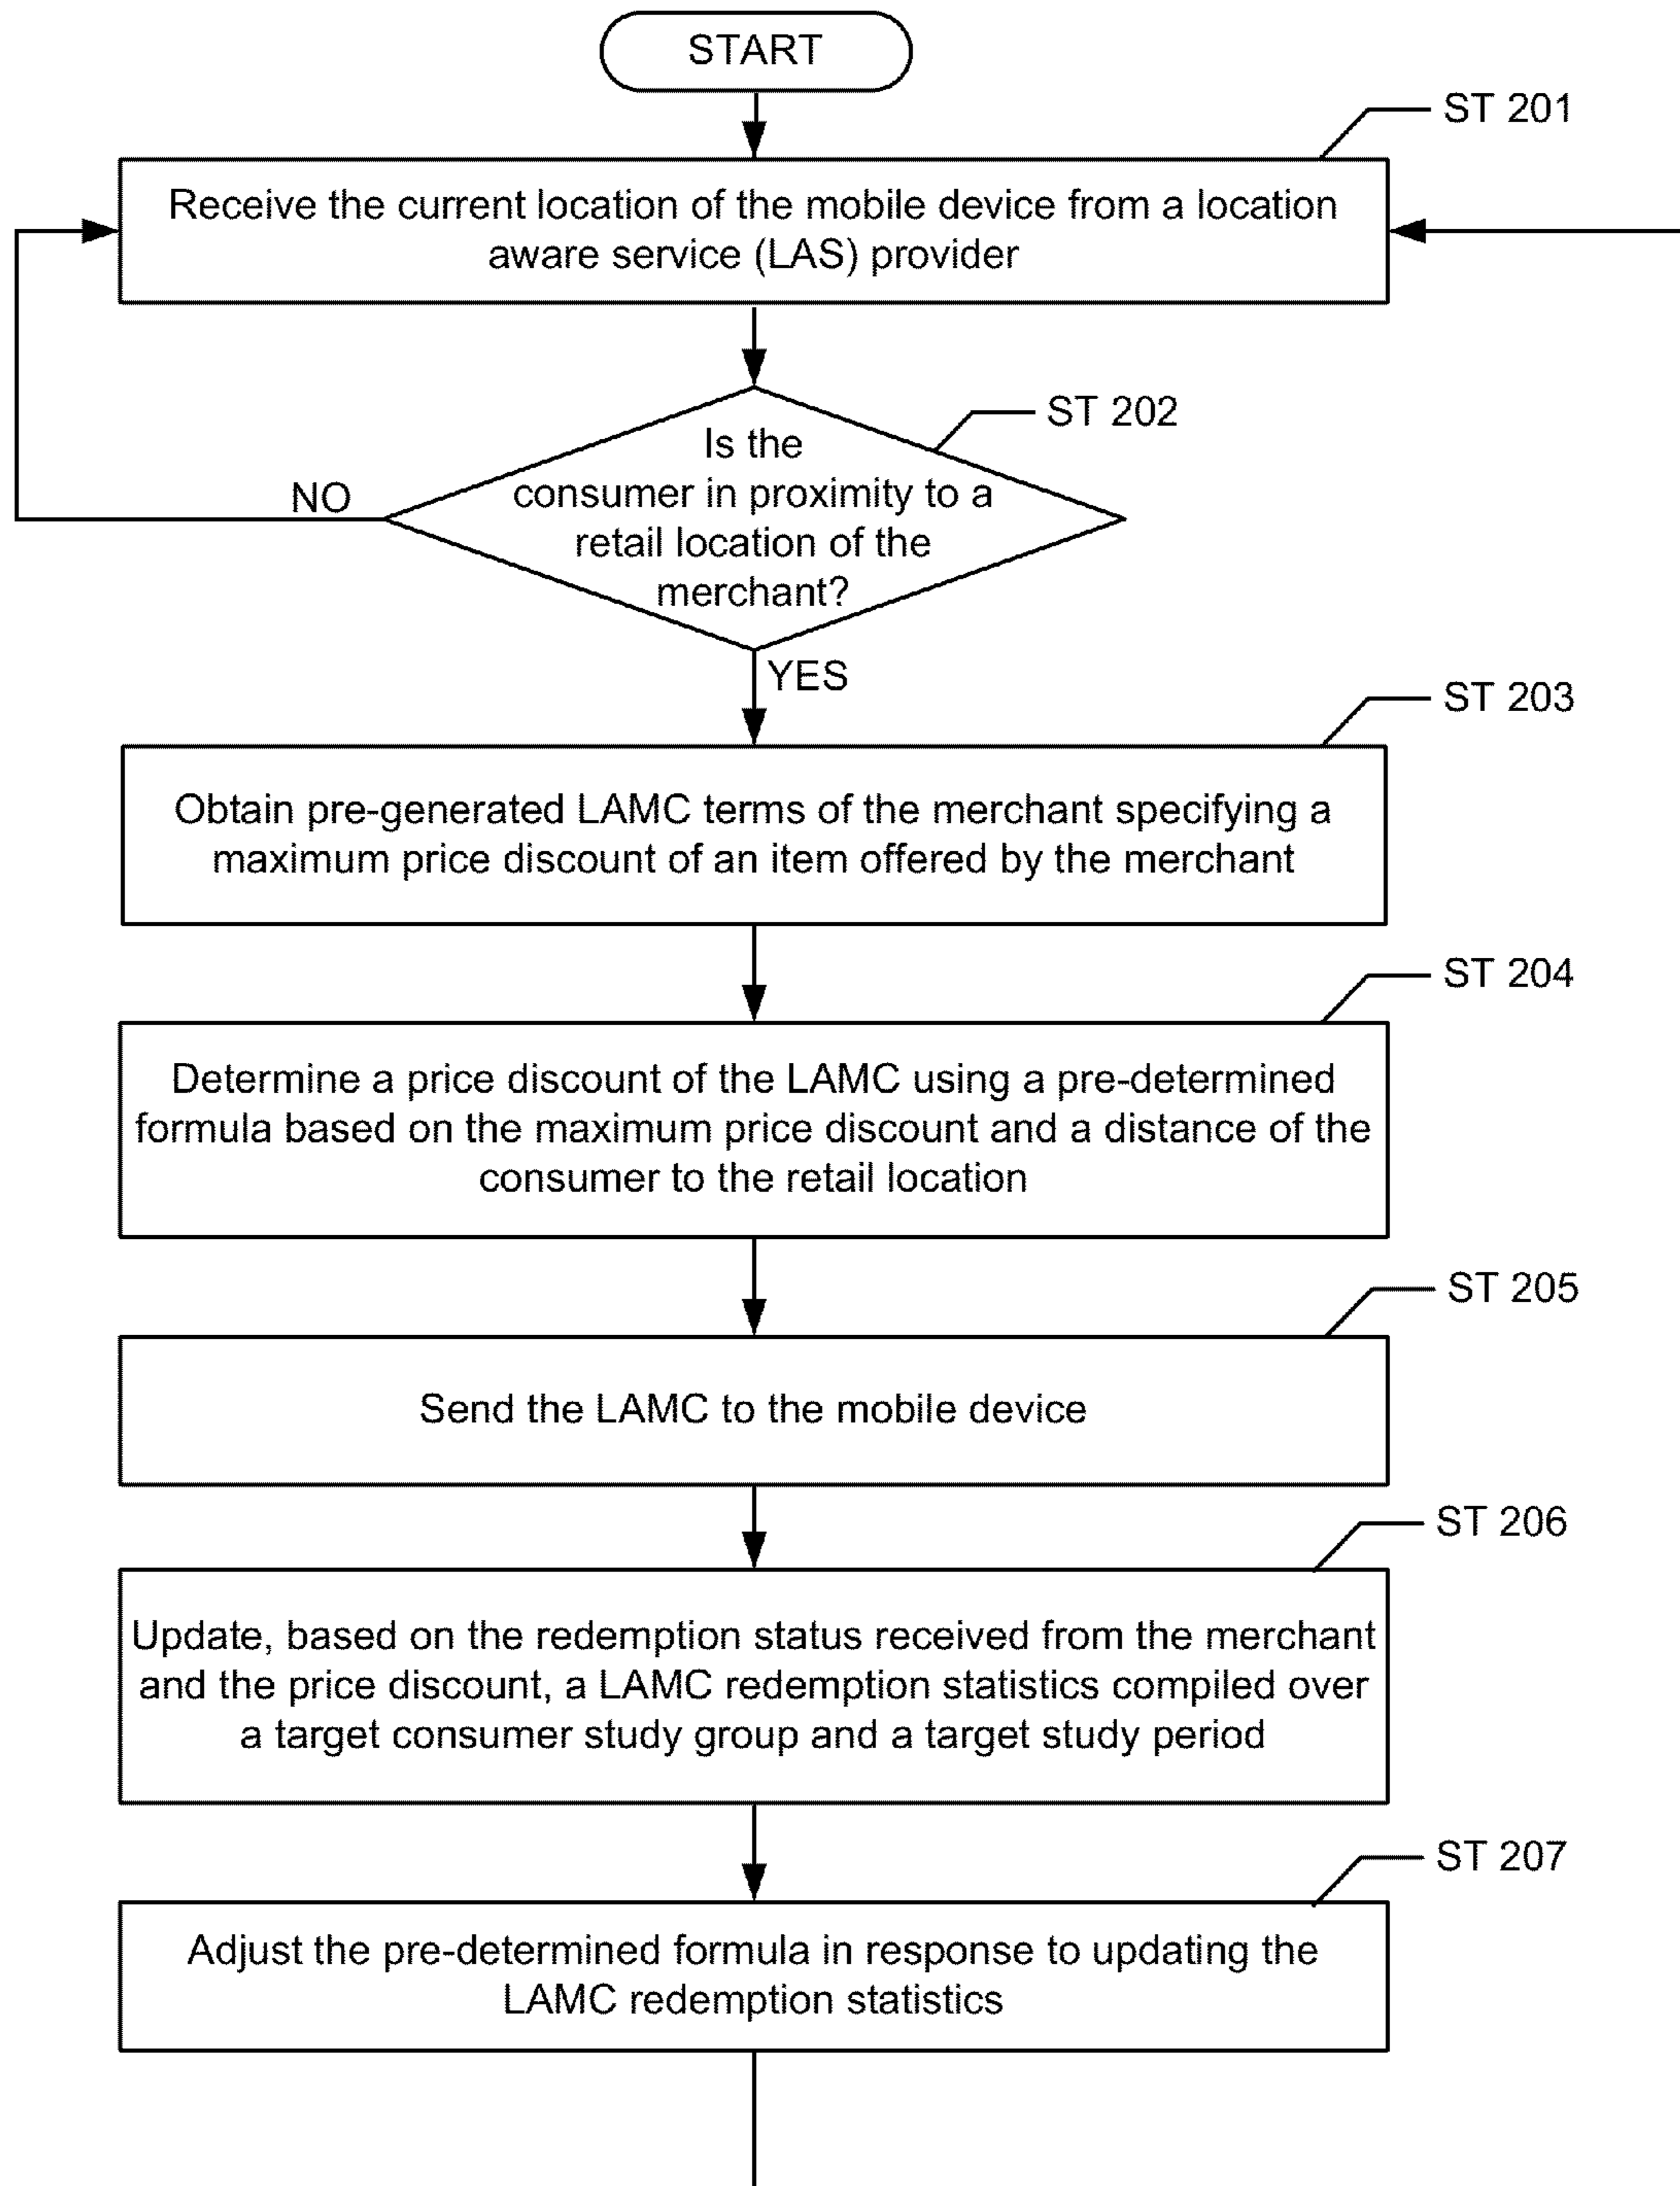 START
ST 201
Receive the current location of the mobile device from a location
aware service (LAS) provider
ST 202
Is the
consumer in proximity to a
retail location of the
merchant?
NO
YES
ST 203
Obtain pre-generated LAMC terms of the merchant specifying a
maximum price discount of an item offered by the merchant
ST 204
Determine a price discount of the LAMC using a pre-determined
formula based on the maximum price discount and a distance of the
consumer to the retail location
ST 205
Send the LAMC to the mobile device
ST 206
Update, based on the redemption status received from the merchant
and the price discount, a LAMC redemption statistics compiled over
a target consumer study group and a target study period
ST 207
Adjust the pre-determined formula in response to updating the
LAMC redemption statistics